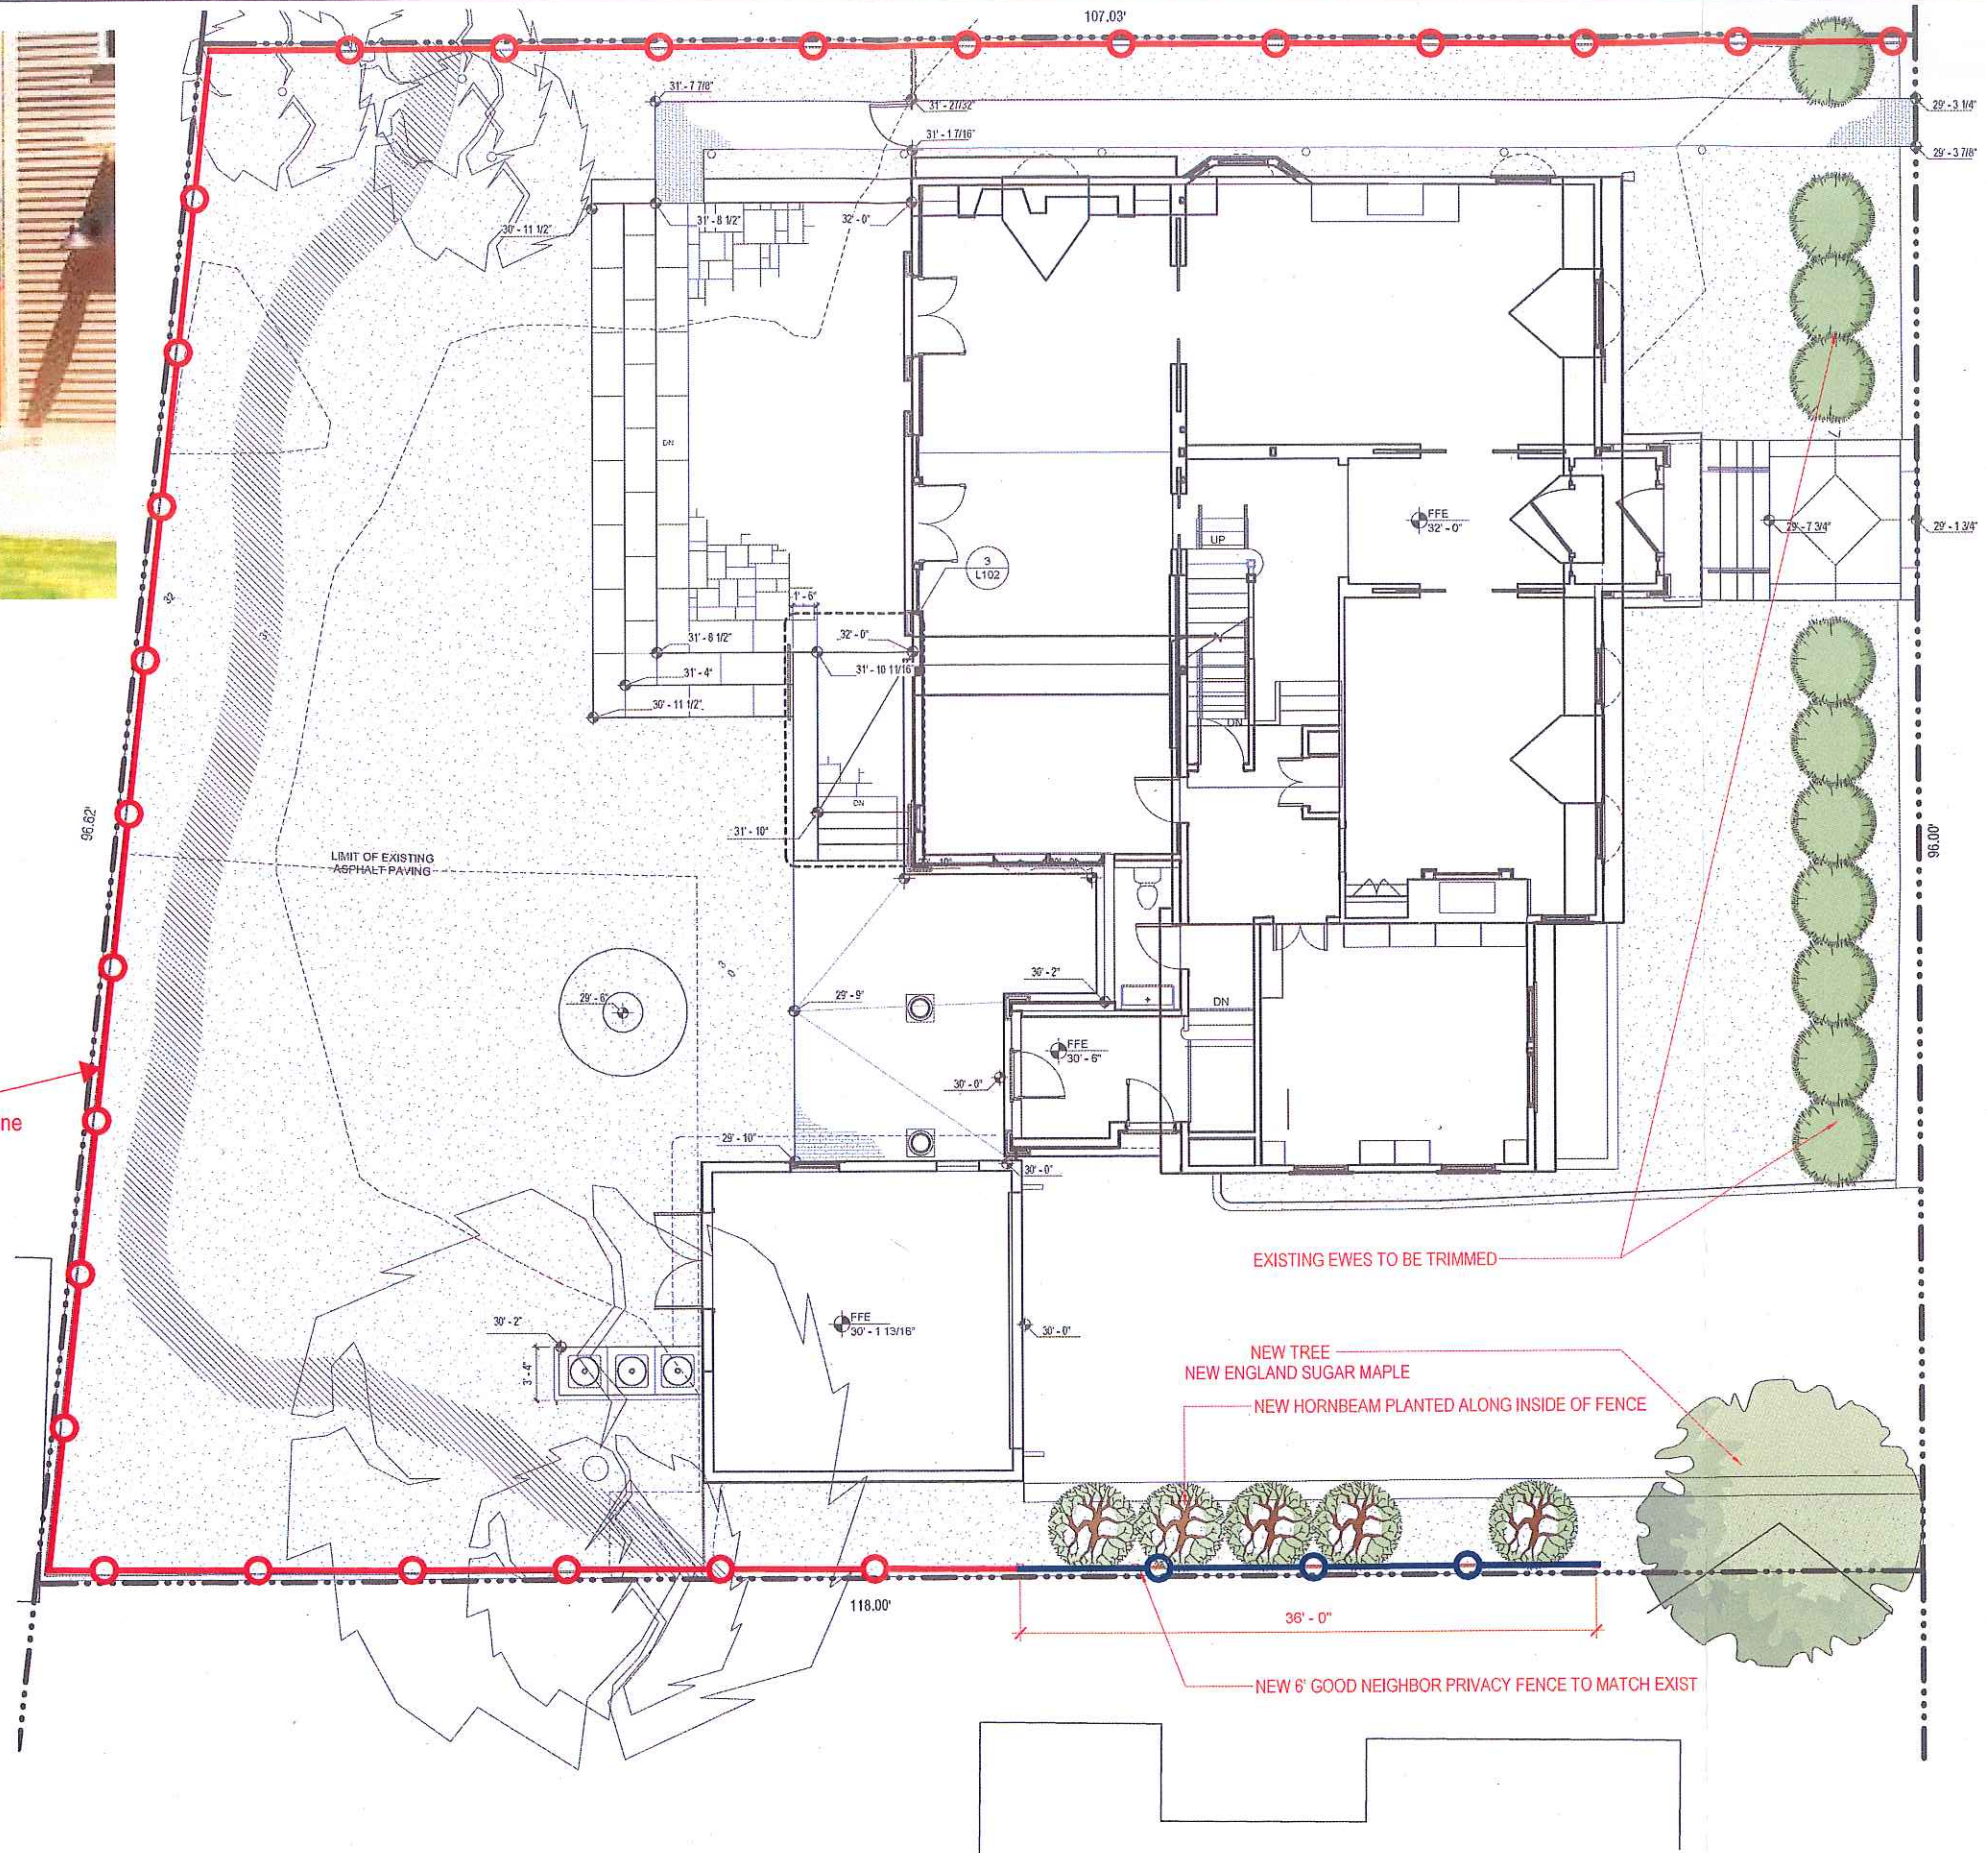 107.03'
31' - 7 7/8"
31' - 27/32"
29' - 3 1/4"
31' - 1 7/16"
29' - 3 7/8"
31' - 8 1/2"
32' - 0"
30' - 11 1/2"
DN
FFE
32' - 0"
29' - 7 3/4"
29' - 1 3/4"
UP
3
L102
1' - 6"
32
31' - 8 1/2"
32' - 0"
31' - 10 11/16"
31' - 4"
30' - 11 1/2"
DN
DN
31' - 10"
96.62'
96.00'
LIMIT OF EXISTING
ASPHALT PAVING
30
30' - 2"
29' - 9"
29' - 6"
DN
FFE
30' - 6"
30' - 0"
ne
29' - 10"
30' - 0"
EXISTING EWES TO BE TRIMMED
30' - 2"
FFE
30' - 1 13/16"
30' - 0"
3' - 4"
NEW TREE
NEW ENGLAND SUGAR MAPLE
NEW HORNBEAM PLANTED ALONG INSIDE OF FENCE
118.00'
36' - 0"
NEW 6' GOOD NEIGHBOR PRIVACY FENCE TO MATCH EXIST